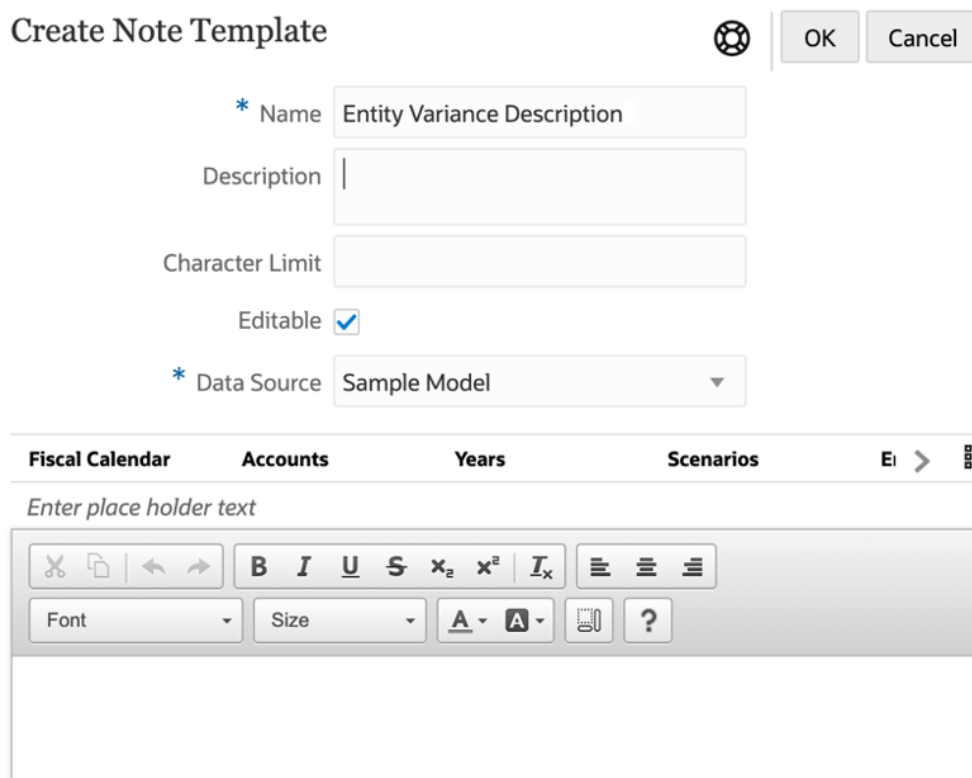 Create Note Template
OK Cancel
* Name Entity Variance Description
Description
Character Limit
Editable
* Data Source Sample Model
Fiscal Calendar Accounts Years Scenarios
Enter place holder text
B I U S x₂ x² Tx
Font Size A A ?